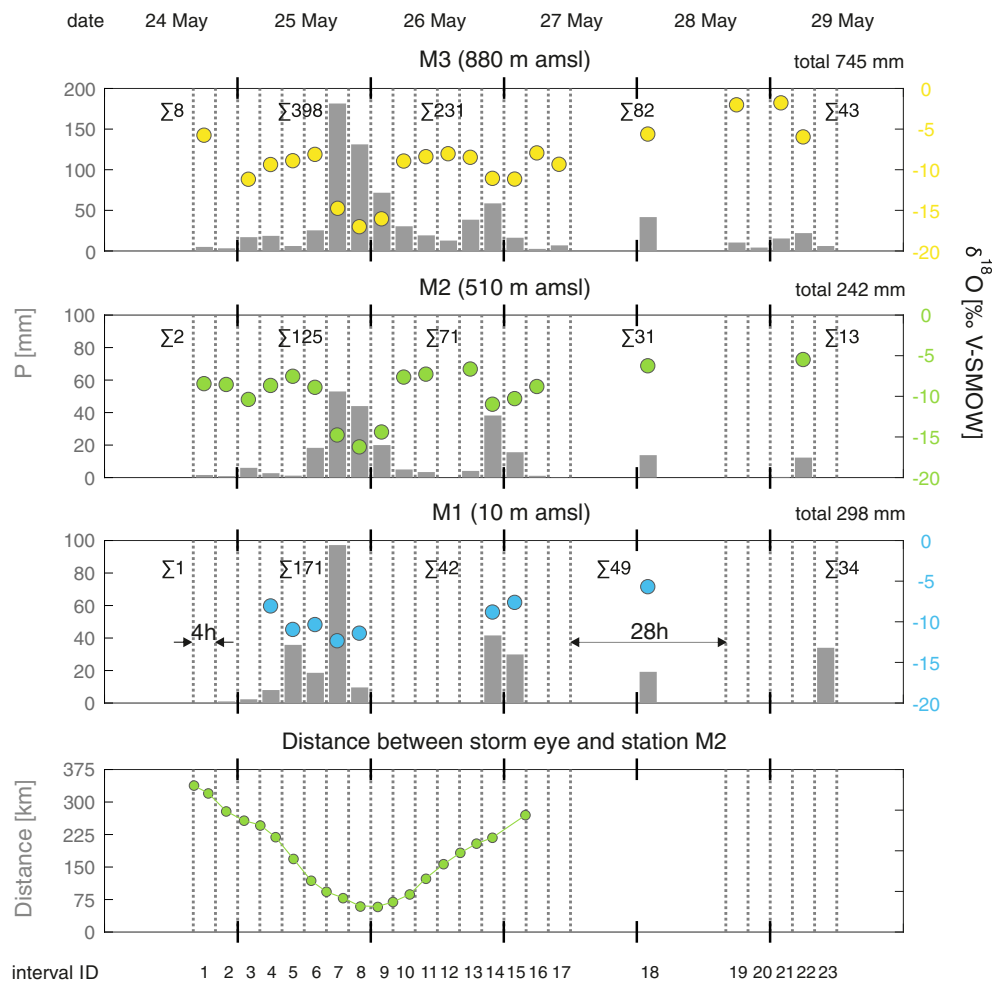 date 24 May 25 May 26 May 27 May 28 May 29 May
M3 (880 m amsl) total 745 mm
200 150 100 50 0
∑8 ∑398 ∑231 ∑82 ∑43
0 -5 -10 -15 -20
M2 (510 m amsl) total 242 mm
100 80 60 40 20 0
∑2 ∑125 ∑71 ∑31 ∑13
0 -5 -10 -15 -20
P [mm]
δ18O [‰ V-SMOW]
M1 (10 m amsl) total 298 mm
100 80 60 40 20 0
∑1 ∑171 ∑42 ∑49 ∑34
4h 28h
0 -5 -10 -15 -20
Distance between storm eye and station M2
375 300 225 150 75 0
Distance [km]
interval ID 1 2 3 4 5 6 7 8 9 10 11 12 13 14 15 16 17 18 19 20 21 22 23